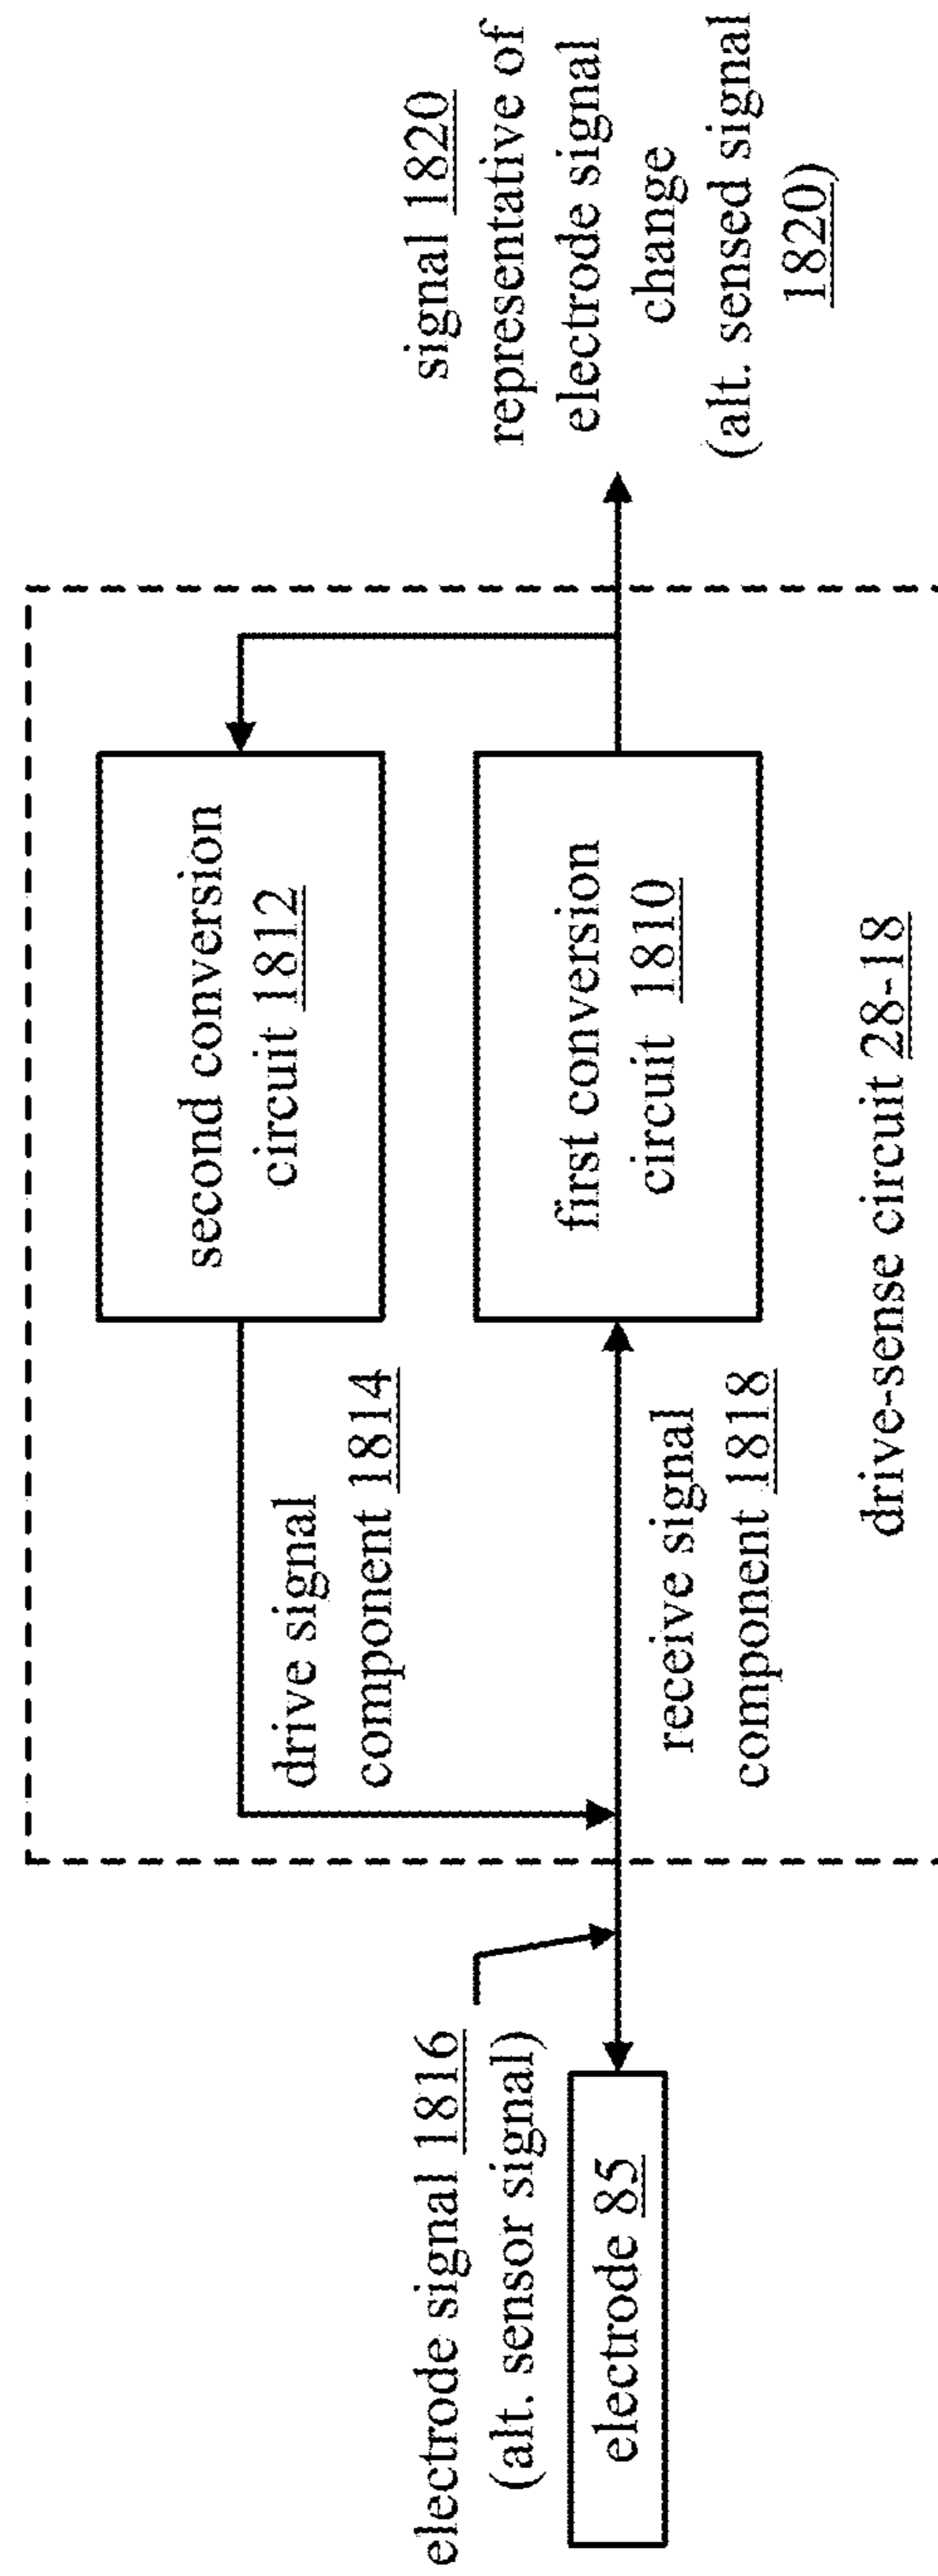 second conversion
circuit 1812
drive signal
component 1814
electrode signal 1816
(alt. sensor signal)
electrode 85
receive signal
component 1818
first conversion
circuit 1810
drive-sense circuit 28-18
signal 1820
representative of
electrode signal
change
(alt. sensed signal
1820)